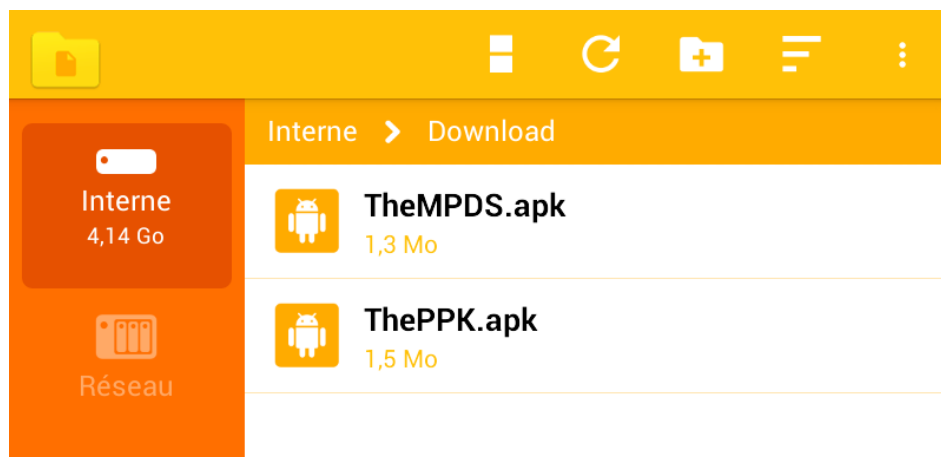 Interne
4,14 Go
Réseau
Interne Download
TheMPDS.apk
1,3 Mo
ThePPK.apk
1,5 Mo